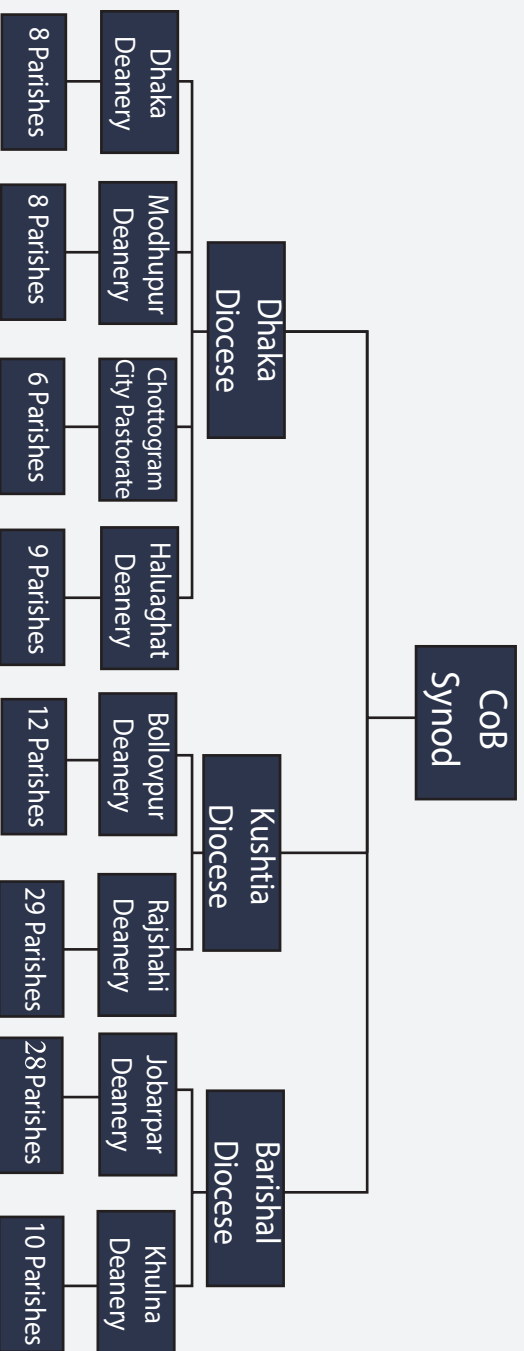 CoB
Synod
Dhaka
Diocese
Kushtia
Diocese
Barishal
Diocese
Dhaka
Deanery
Modhupur
Deanery
Chottogram
City Pastorate
Haluaghat
Deanery
Bollovpur
Deanery
Rajshahi
Deanery
Jobarpar
Deanery
Khulna
Deanery
8 Parishes
8 Parishes
6 Parishes
9 Parishes
12 Parishes
29 Parishes
28 Parishes
10 Parishes